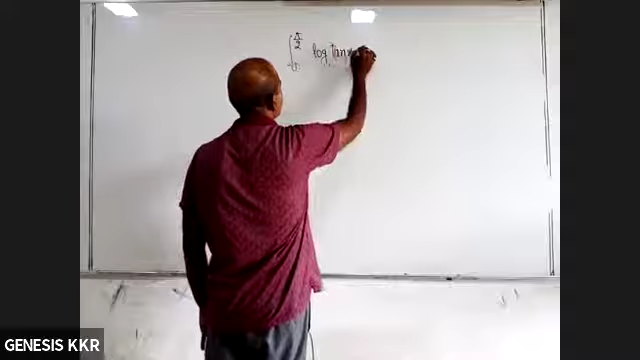 ∫₀^{π/2} log tan x
GENESIS KKR